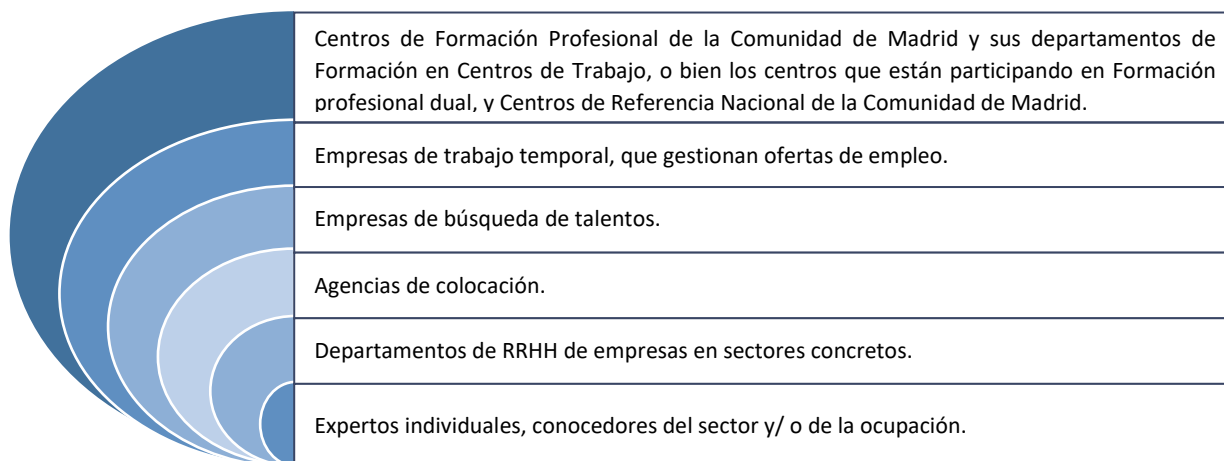 Centros de Formación Profesional de la Comunidad de Madrid y sus departamentos de
Formación en Centros de Trabajo, o bien los centros que están participando en Formación
profesional dual, y Centros de Referencia Nacional de la Comunidad de Madrid.
Empresas de trabajo temporal, que gestionan ofertas de empleo.
Empresas de búsqueda de talentos.
Agencias de colocación.
Departamentos de RRHH de empresas en sectores concretos.
Expertos individuales, conocedores del sector y/ o de la ocupación.